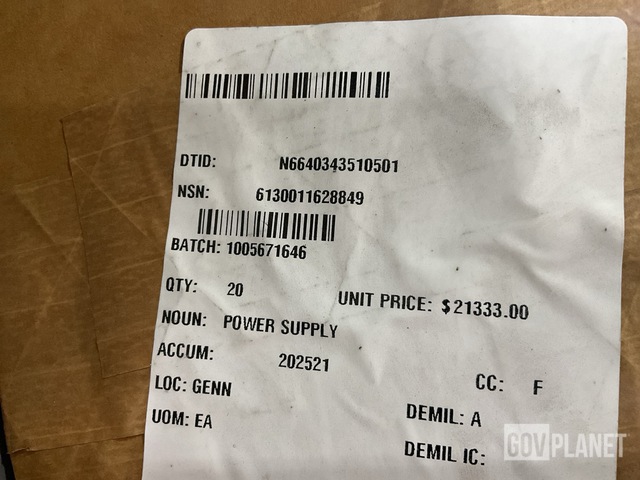 DTID: N6640343510501
NSN: 6130011628849
BATCH: 1005671646
QTY: 20 UNIT PRICE: $21333.00
NOUN: POWER SUPPLY
ACCUM: 202521
CC: F
LOC: GENN
DEMIL: A
UOM: EA
DEMIL IC:
GOVPLANET